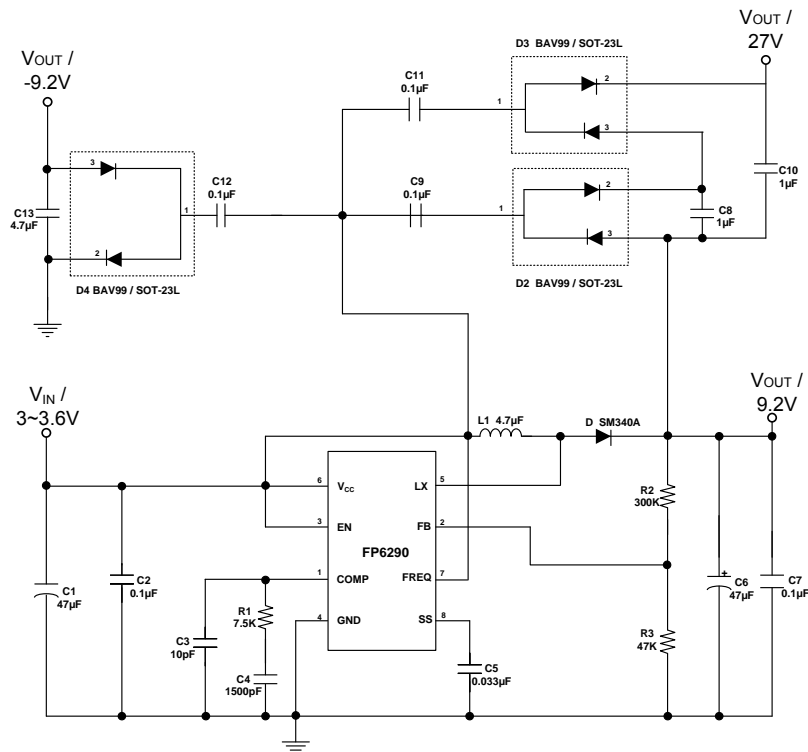 VOUT /
-9.2V
VOUT /
27V
D3 BAV99 / SOT-23L
C11
0.1µF
1
2
3
C10
1µF
C12
0.1µF
C9
0.1µF
1
2
3
C8
1µF
C13
4.7µF
3
1
2
D4 BAV99 / SOT-23L
D2 BAV99 / SOT-23L
VIN /
3~3.6V
VOUT /
9.2V
L1 4.7µF
D SM340A
6
VCC
LX
5
3
EN
FB
2
FP6290
1
COMP
FREQ
7
4
GND
SS
8
R2
300K
R3
47K
C1
47µF
C2
0.1µF
C3
10pF
R1
7.5K
C4
1500pF
C5
0.033µF
+
C6
47µF
C7
0.1µF